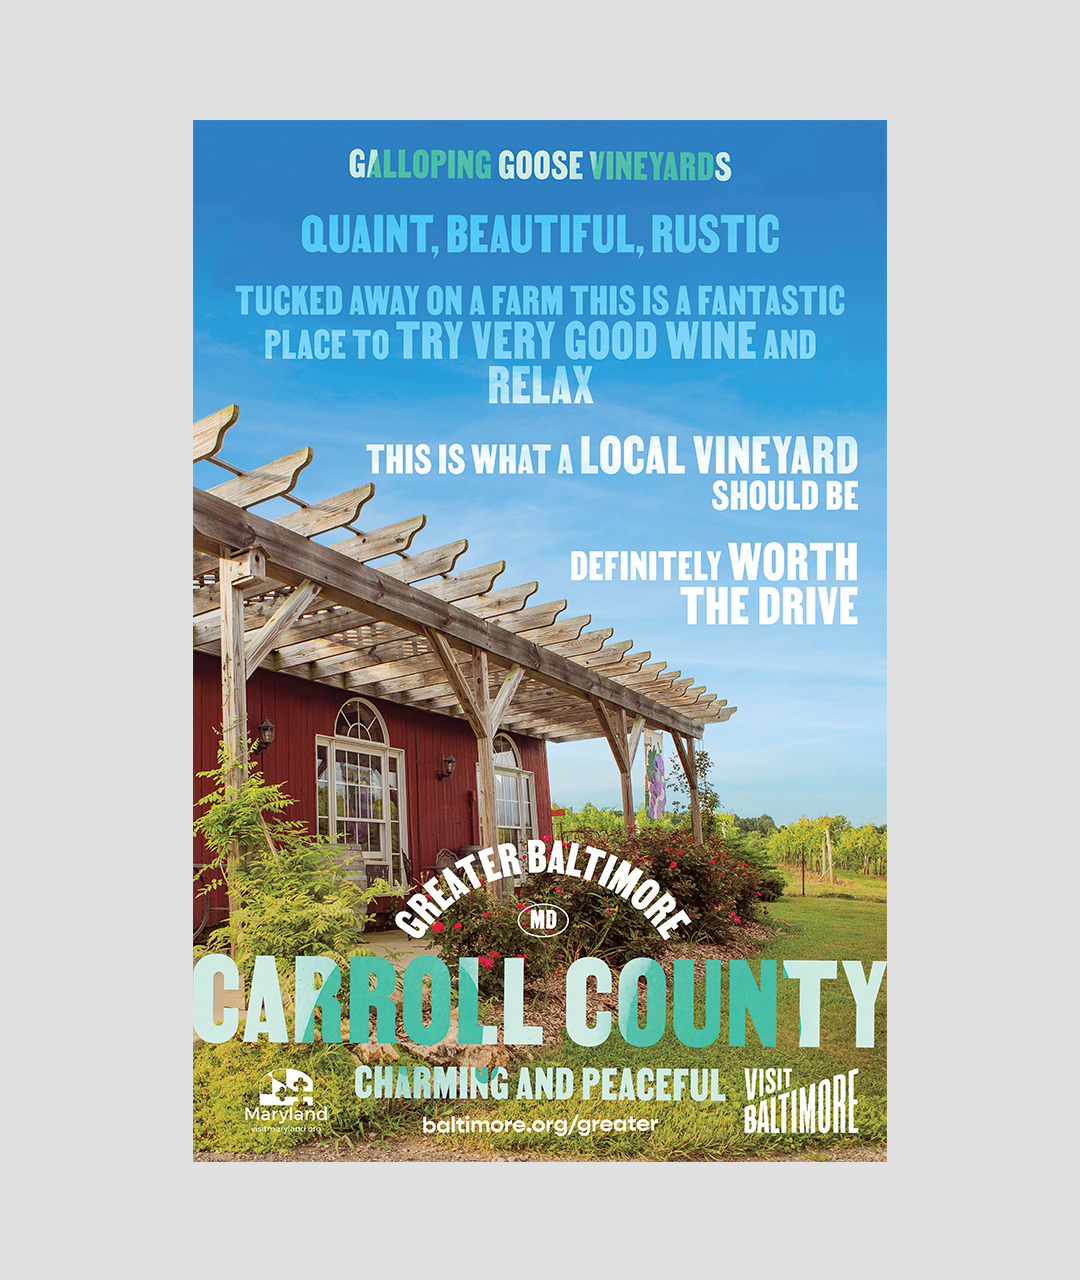 GALLOPING GOOSE VINEYARDS
QUAINT, BEAUTIFUL, RUSTIC
TUCKED AWAY ON A FARM THIS IS A FANTASTIC
PLACE TO TRY VERY GOOD WINE AND
RELAX
THIS IS WHAT A LOCAL VINEYARD
SHOULD BE
DEFINITELY WORTH
THE DRIVE
GREATER BALTIMORE
MD
CARROLL COUNTY
CHARMING AND PEACEFUL
baltimore.org/greater
Maryland
visitmaryland.org
VISIT
BALTIMORE